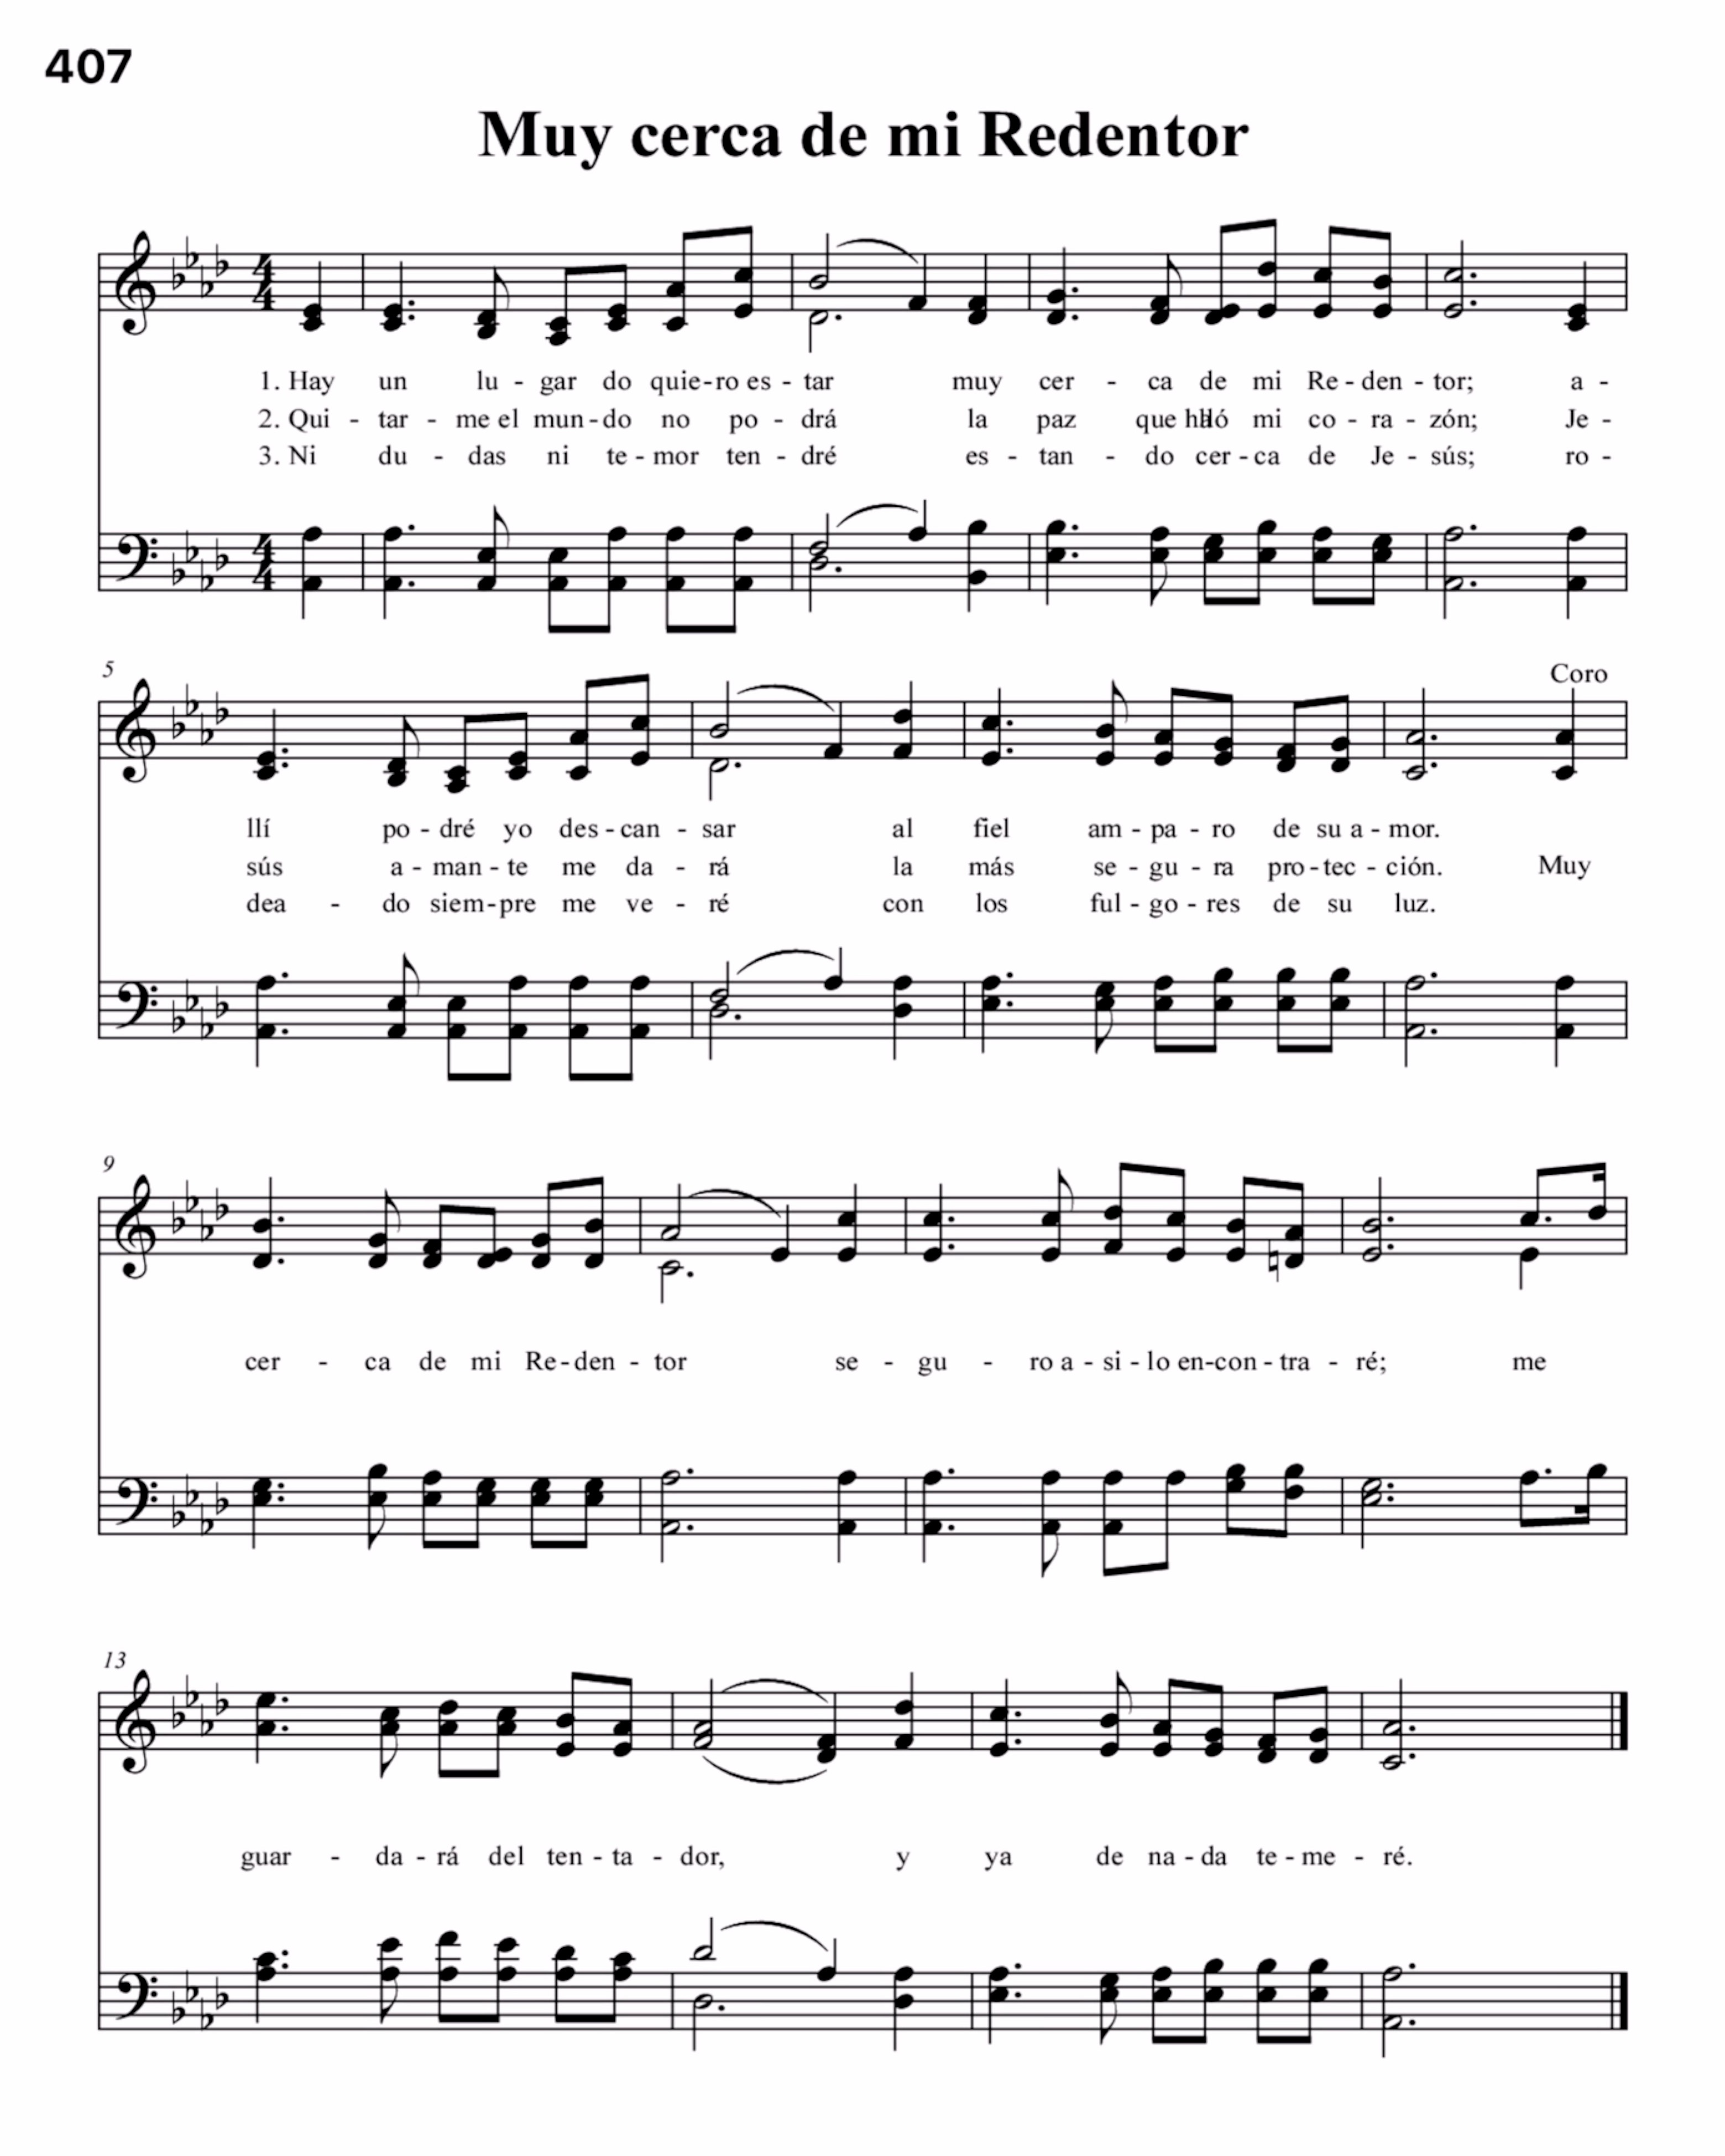 407
Muy cerca de mi Redentor
1. Hay un lu - gar do quie - ro es - tar muy cer - ca de mi Re - den - tor; a -
2. Qui - tar - me el mun - do no po - drá la paz que halló mi co - ra - zón; Je -
3. Ni du - das ni te - mor ten - dré es - tan - do cer - ca de Je - sús; ro -
5
Coro
llí po - dré yo des - can - sar al fiel am - pa - ro de su a - mor.
sús a - man - te me da - rá la más se - gu - ra pro - tec - ción. Muy
dea - do siem - pre me ve - ré con los ful - go - res de su luz.
9
cer - ca de mi Re - den - tor se - gu - ro a - si - lo en - con - tra - ré; me
13
guar - da - rá del ten - ta - dor, y ya de na - da te - me - ré.